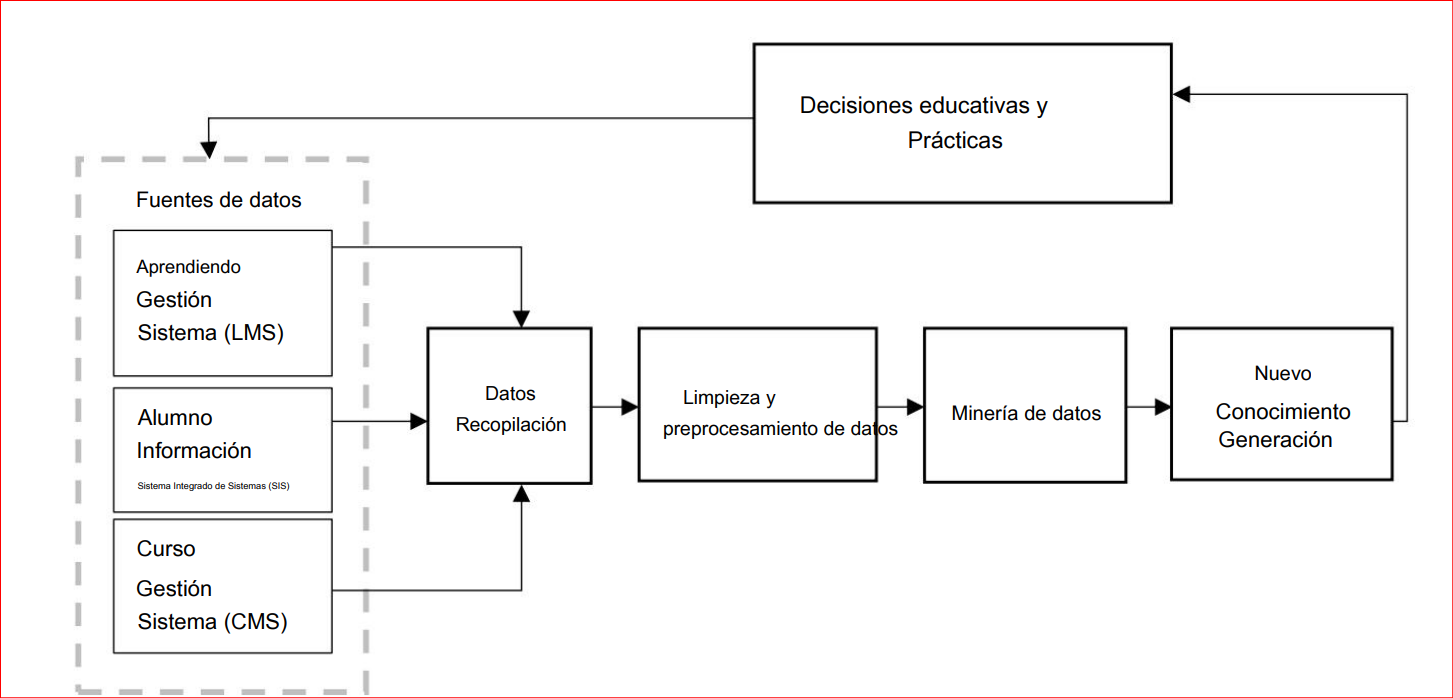 Decisiones educativas y
Prácticas
Fuentes de datos
Aprendiendo
Gestión
Sistema (LMS)
Alumno
Información
Sistema Integrado de Sistemas (SIS)
Curso
Gestión
Sistema (CMS)
Datos
Recopilación
Limpieza y
preprocesamiento de datos
Minería de datos
Nuevo
Conocimiento
Generación